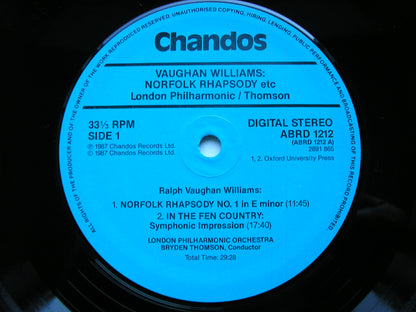 ALL RIGHTS OF THE PRODUCER AND OF THE OWNER OF THE WORK REPRODUCED RESERVED. UNAUTHORISED COPYING, HIRING, LENDING, PUBLIC PERFORMANCE AND BROADCASTING OF THIS RECORD PROHIBITED.
Chandos
VAUGHAN WILLIAMS:
NORFOLK RHAPSODY etc
London Philharmonic/Thomson
33⅓ RPM
SIDE 1
℗ 1987 Chandos Records Ltd.
© 1987 Chandos Records Ltd.
DIGITAL STEREO
ABRD 1212
(ABRD 1212 A)
2891 865
1, 2. Oxford University Press
Ralph Vaughan Williams:
1. NORFOLK RHAPSODY NO. 1 in E minor (11:45)
2. IN THE FEN COUNTRY:
Symphonic Impression (17:40)
LONDON PHILHARMONIC ORCHESTRA
BRYDEN THOMSON, Conductor
Total Time: 29:28